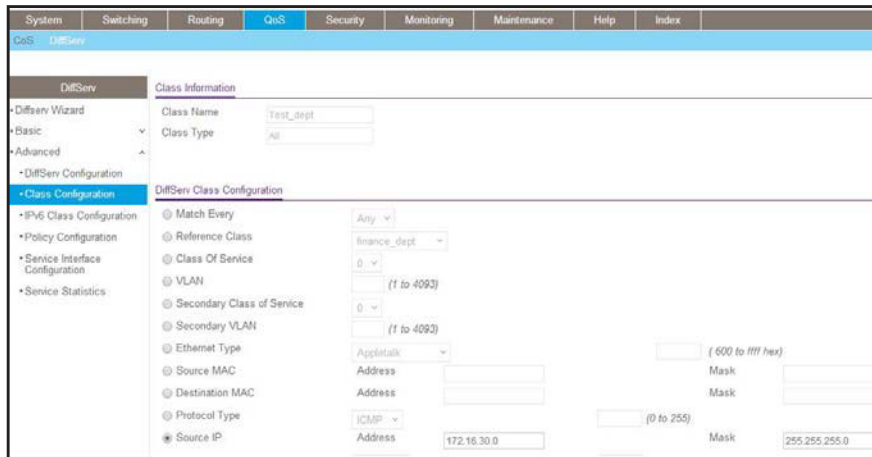 System Switching Routing QoS Security Monitoring Maintenance Help Index
CoS DiffServ
DiffServ
• Diffserv Wizard
• Basic
• Advanced
• DiffServ Configuration
• Class Configuration
• IPv6 Class Configuration
• Policy Configuration
• Service Interface
Configuration
• Service Statistics
Class Information
Class Name Test_dept
Class Type All
DiffServ Class Configuration
Match Every Any
Reference Class finance_dept
Class Of Service 0
VLAN (1 to 4093)
Secondary Class of Service 0
Secondary VLAN (1 to 4093)
Ethernet Type Appletalk ( 600 to ffff hex)
Source MAC Address Mask
Destination MAC Address Mask
Protocol Type ICMP (0 to 255)
Source IP Address 172.16.30.0 Mask 255.255.255.0